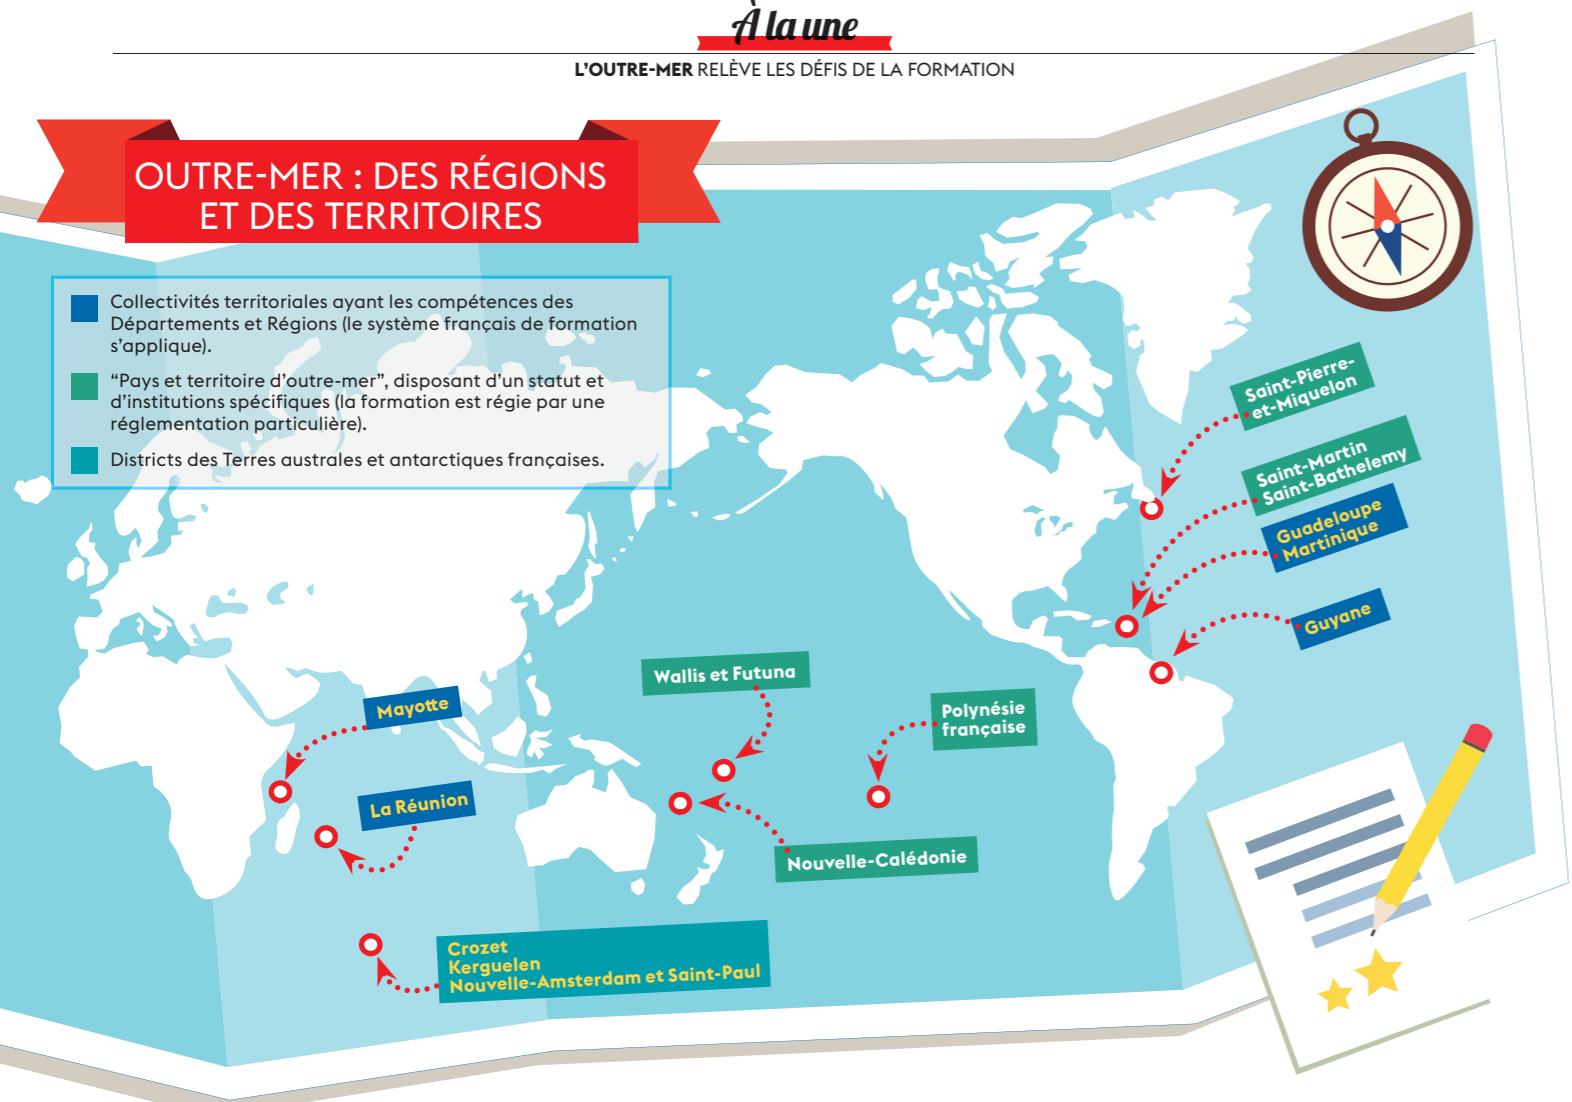 À la une
L’OUTRE-MER RELÈVE LES DÉFIS DE LA FORMATION
OUTRE-MER : DES RÉGIONS
ET DES TERRITOIRES
Collectivités territoriales ayant les compétences des
Départements et Régions (le système français de formation
s’applique).
“Pays et territoire d’outre-mer”, disposant d’un statut et
d’institutions spécifiques (la formation est régie par une
réglementation particulière).
Districts des Terres australes et antarctiques françaises.
Saint-Pierre-
et-Miquelon
Saint-Martin
Saint-Bathelemy
Guadeloupe
Martinique
Guyane
Wallis et Futuna
Polynésie
française
Mayotte
La Réunion
Nouvelle-Calédonie
Crozet
Kerguelen
Nouvelle-Amsterdam et Saint-Paul